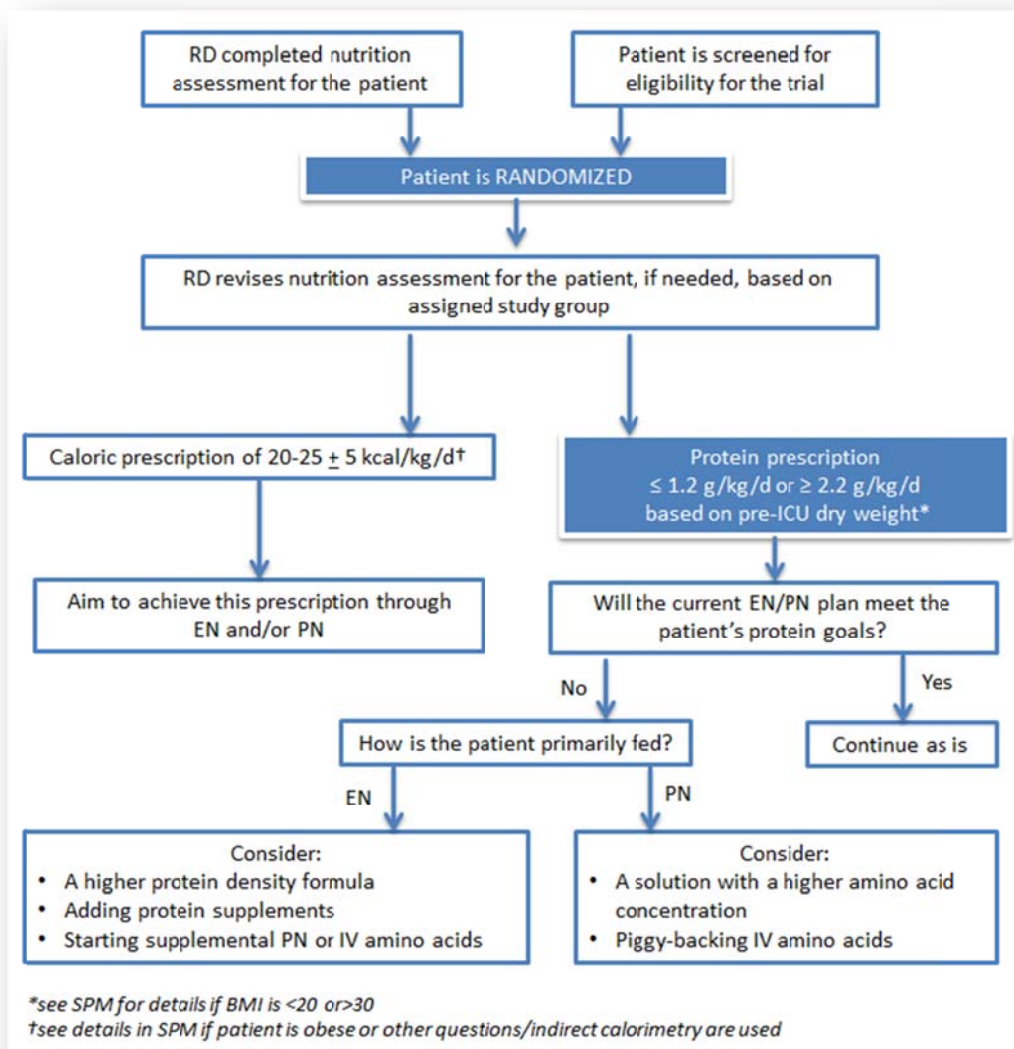 RD completed nutrition
assessment for the patient
Patient is screened for
eligibility for the trial
Patient is RANDOMIZED
RD revises nutrition assessment for the patient, if needed, based on
assigned study group
Caloric prescription of 20-25 ± 5 kcal/kg/d†
Protein prescription
≤ 1.2 g/kg/d or ≥ 2.2 g/kg/d
based on pre-ICU dry weight*
Aim to achieve this prescription through
EN and/or PN
Will the current EN/PN plan meet the
patient's protein goals?
No
Yes
How is the patient primarily fed?
Continue as is
EN
PN
Consider:
• A higher protein density formula
• Adding protein supplements
• Starting supplemental PN or IV amino acids
Consider:
• A solution with a higher amino acid
concentration
• Piggy-backing IV amino acids
*see SPM for details if BMI is <20 or>30
†see details in SPM if patient is obese or other questions/indirect calorimetry are used